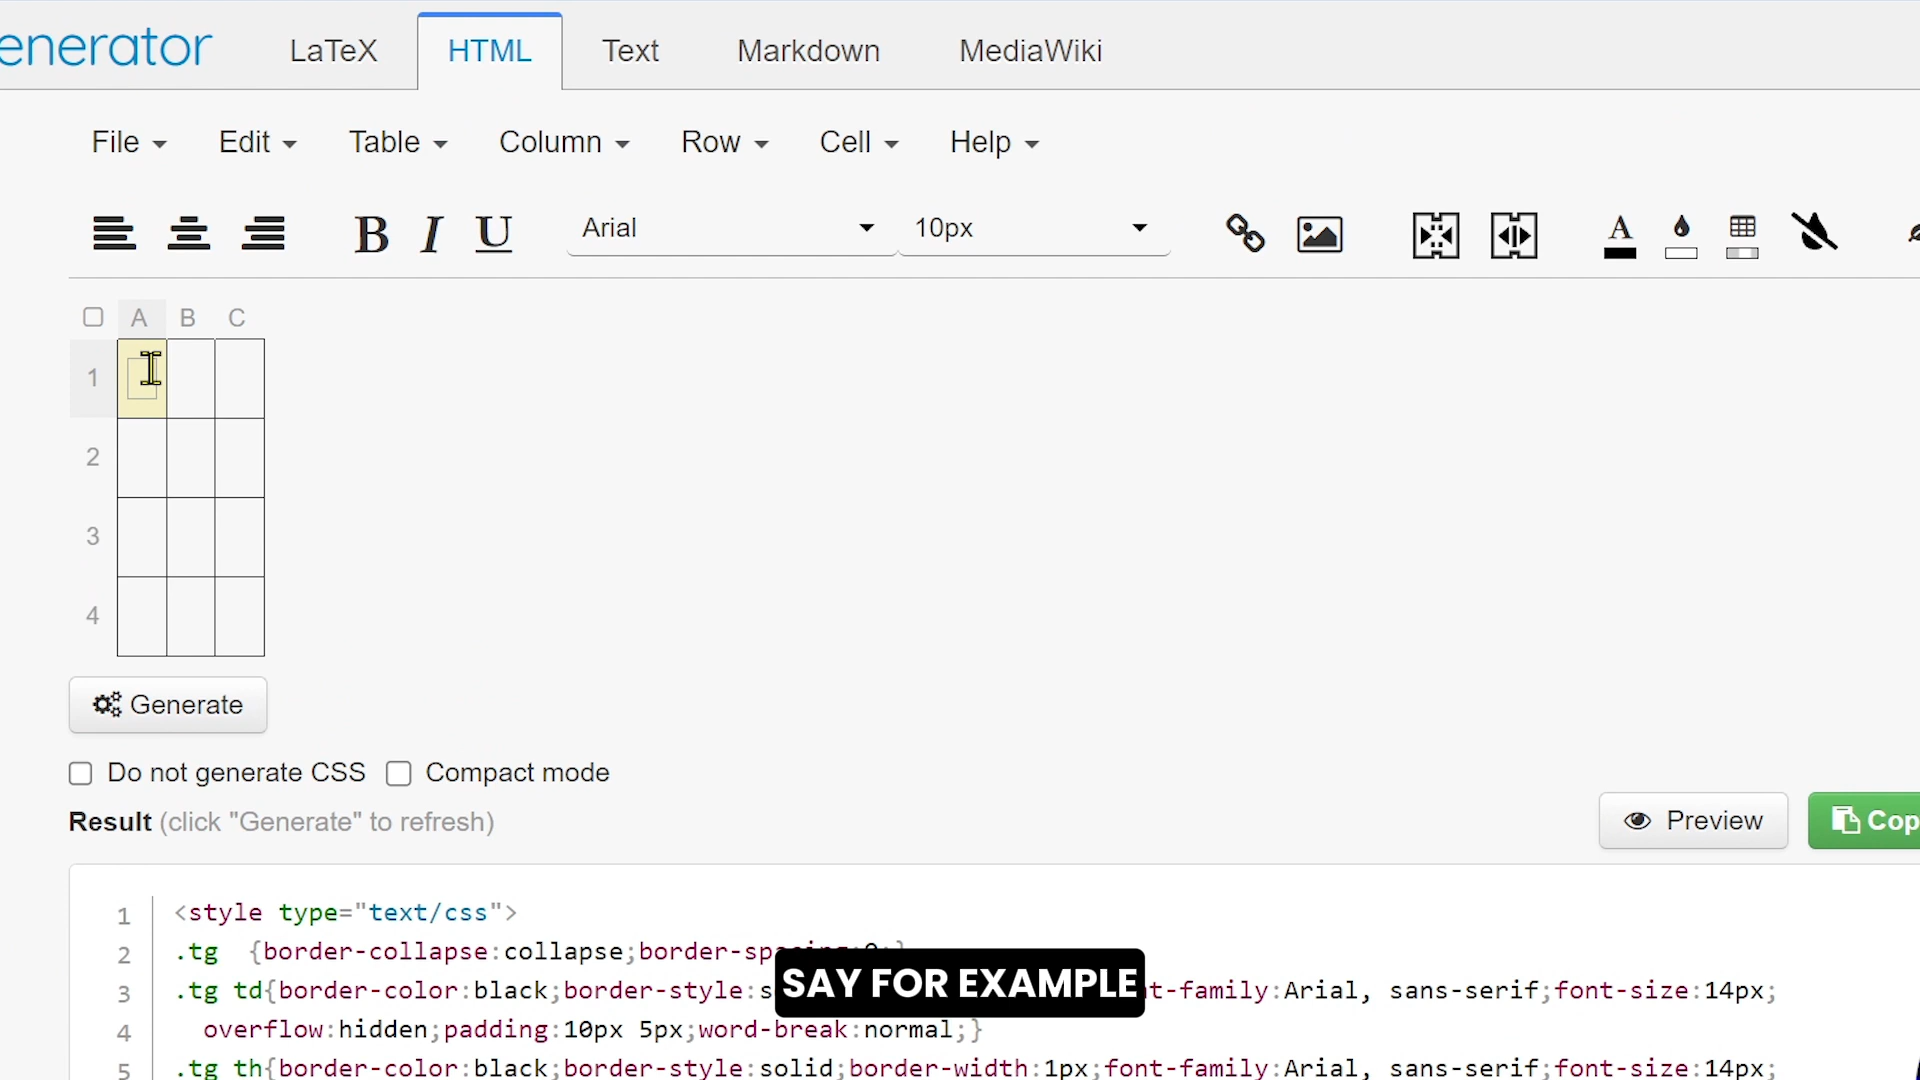 enerator LaTeX HTML Text Markdown MediaWiki
File Edit Table Column Row Cell Help
B I U Arial 10px A
A B C
1
2
3
4
Generate
Do not generate CSS Compact mode
Result (click "Generate" to refresh) Preview Cop
1 <style type="text/css">
2 .tg {border-collapse:collapse;border-spacing:0;}
3 .tg td{border-color:black;border-style:s t-family:Arial, sans-serif;font-size:14px;
SAY FOR EXAMPLE
4 overflow:hidden;padding:10px 5px;word-break:normal;}
5 .tg th{border-color:black;border-style:solid;border-width:1px;font-family:Arial, sans-serif;font-size:14px;